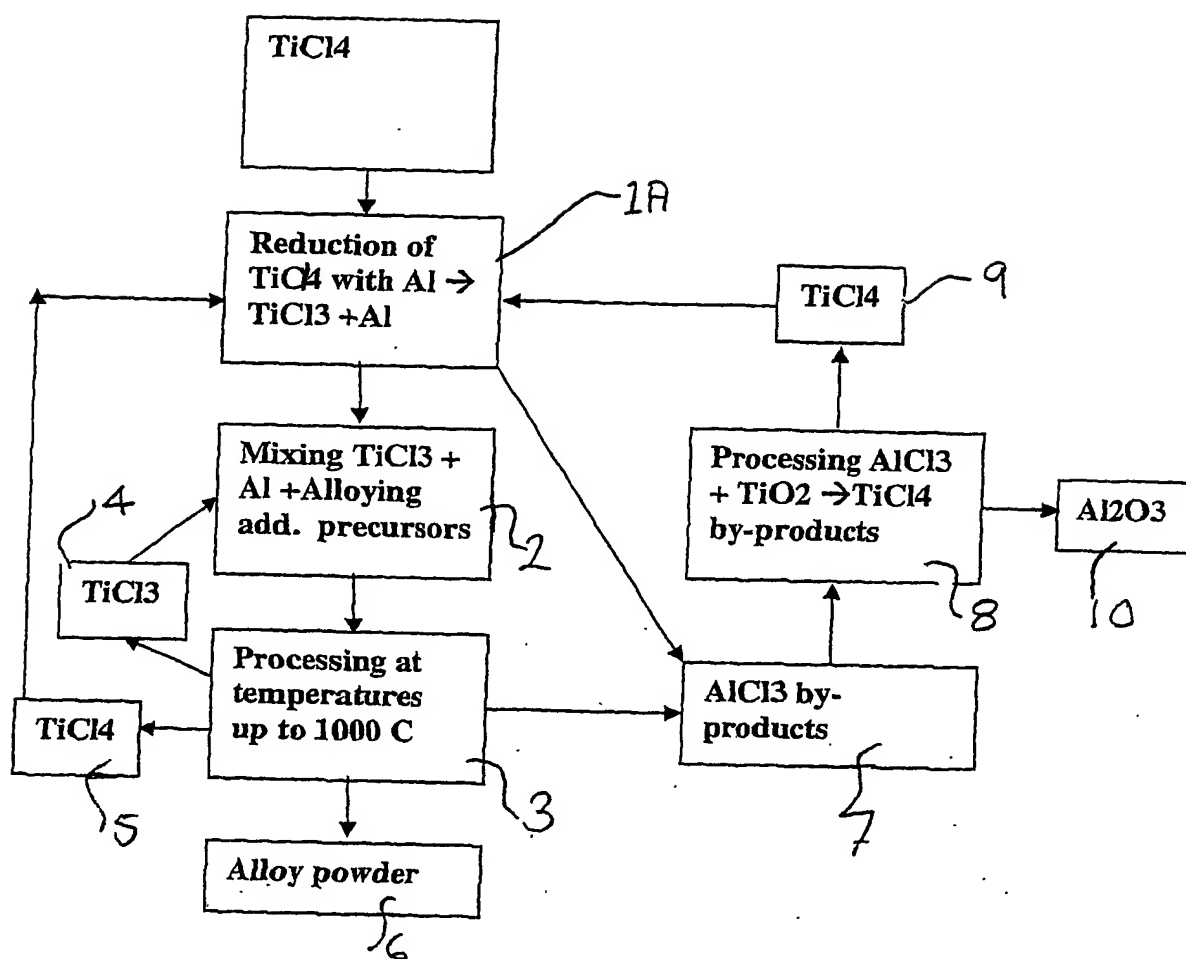 TiCl4
1A
Reduction of
TiCl4 with Al →
TiCl3 +Al
TiCl4
9
Mixing TiCl3 +
Al +Alloying
add. precursors
2
4
TiCl3
Processing AlCl3
+ TiO2 →TiCl4
by-products
8
Al2O3
10
Processing at
temperatures
up to 1000 C
3
TiCl4
5
AlCl3 by-
products
7
Alloy powder
6